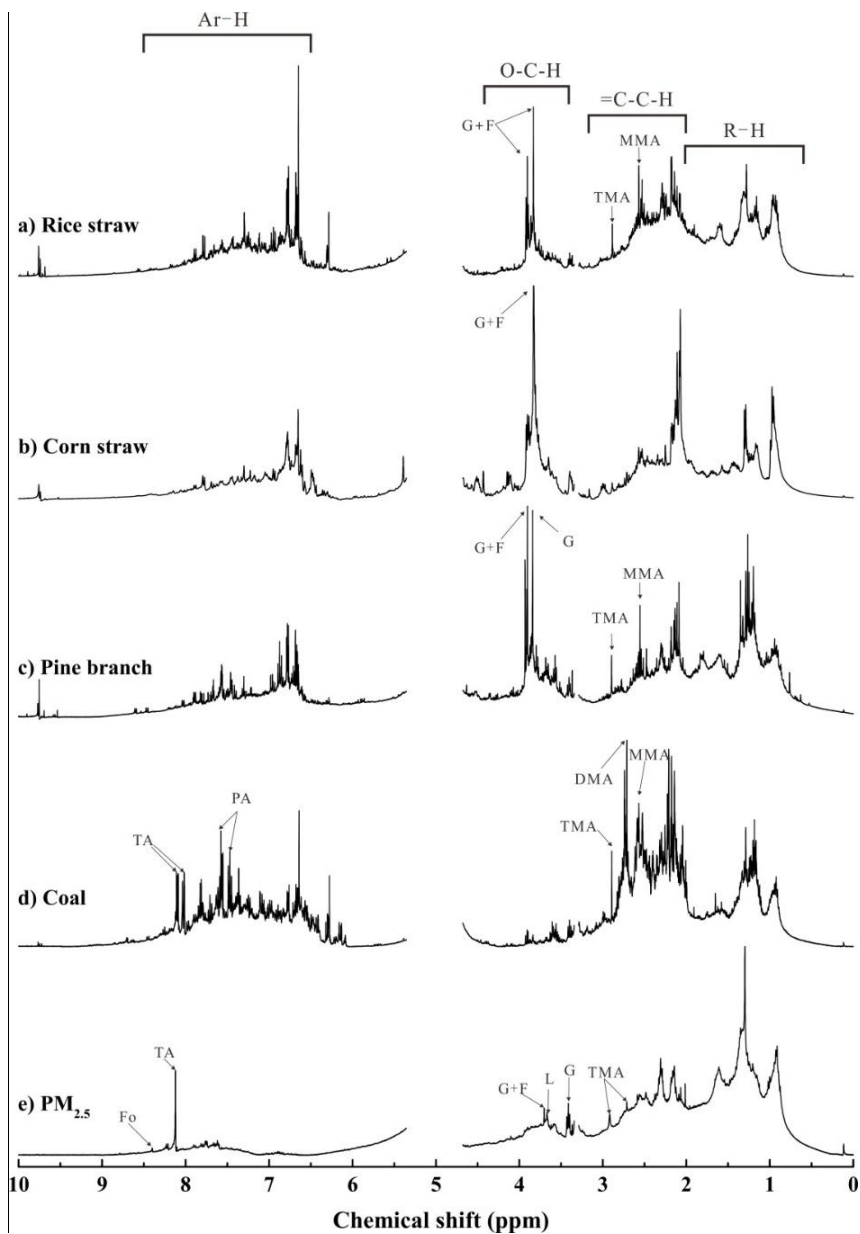 Ar-H
O-C-H
=C-C-H
R-H
G+F
MMA
TMA
a) Rice straw
G+F
b) Corn straw
G+F
G
MMA
TMA
c) Pine branch
DMA
MMA
PA
TA
TMA
d) Coal
TA
Fo
G+F
L
G
TMA
e) PM2.5
10 9 8 7 6 5 4 3 2 1 0
Chemical shift (ppm)